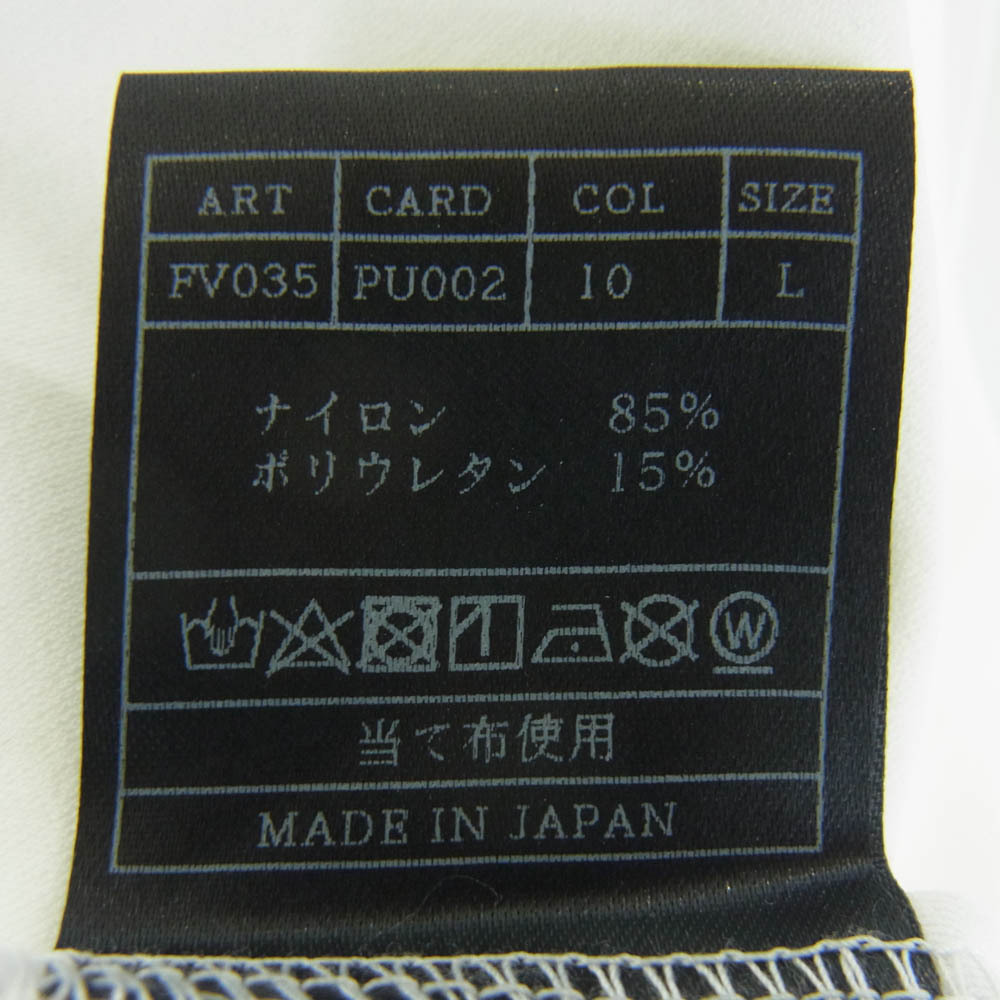 ART CARD COL SIZE
FV035 PU002 10 L
ナイロン 85%
ポリウレタン 15%
W
当て布使用
MADE IN JAPAN